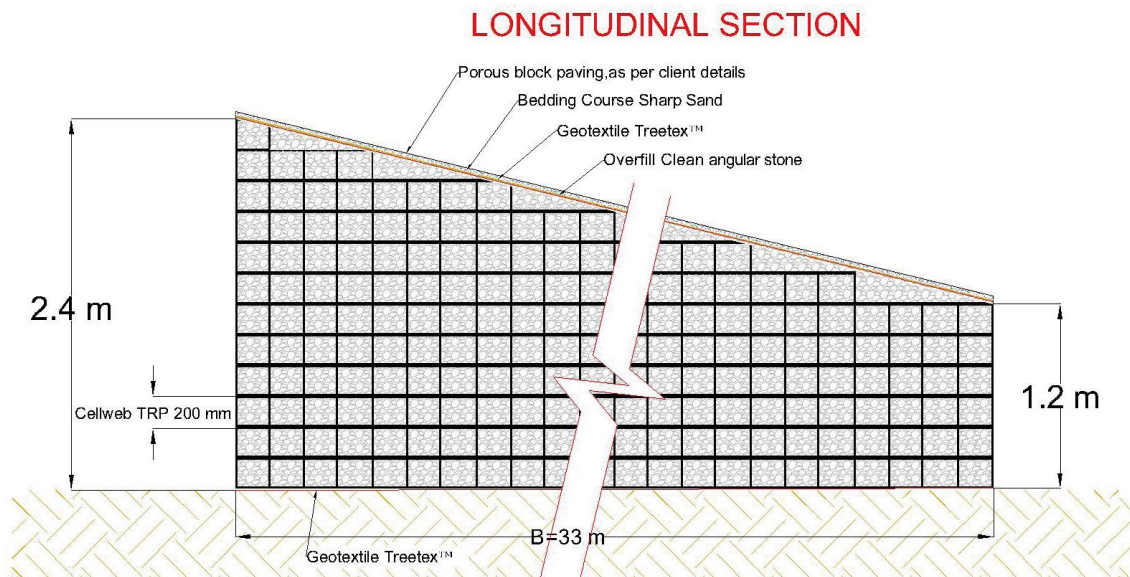 LONGITUDINAL SECTION
Porous block paving,as per client details
Bedding Course Sharp Sand
Geotextile Treetex™
Overfill Clean angular stone
2.4 m
Cellweb TRP 200 mm
1.2 m
B=33 m
Geotextile Treetex™